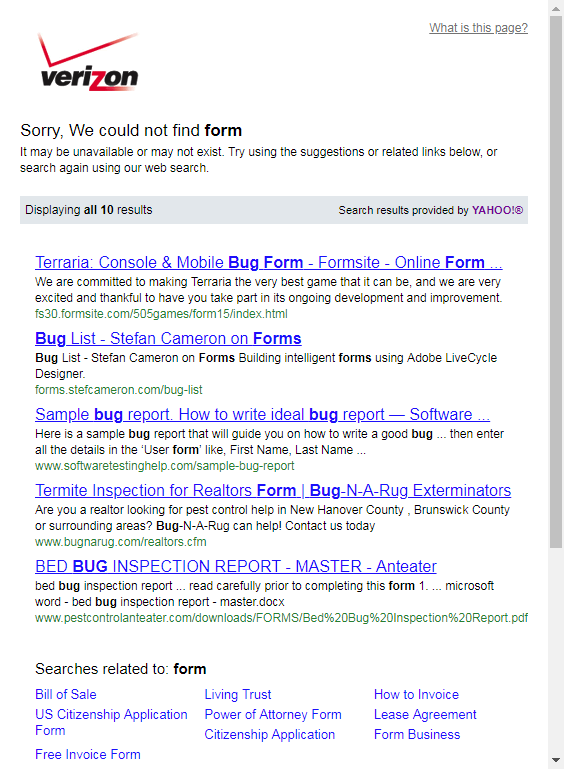 What is this page?
verizon
Sorry, We could not find form
It may be unavailable or may not exist. Try using the suggestions or related links below, or
search again using our web search.
Displaying all 10 results
Search results provided by YAHOO!®
Terraria: Console & Mobile Bug Form - Formsite - Online Form ...
We are committed to making Terraria the very best game that it can be, and we are very
excited and thankful to have you take part in its ongoing development and improvement.
fs30.formsite.com/505games/form15/index.html
Bug List - Stefan Cameron on Forms
Bug List - Stefan Cameron on Forms Building intelligent forms using Adobe LiveCycle
Designer.
forms.stefcameron.com/bug-list
Sample bug report. How to write ideal bug report — Software ...
Here is a sample bug report that will guide you on how to write a good bug ... then enter
all the details in the ‘User form’ like, First Name, Last Name ...
www.softwaretestinghelp.com/sample-bug-report
Termite Inspection for Realtors Form | Bug-N-A-Rug Exterminators
Are you a realtor looking for pest control help in New Hanover County , Brunswick County
or surrounding areas? Bug-N-A-Rug can help! Contact us today
www.bugnarug.com/realtors.cfm
BED BUG INSPECTION REPORT - MASTER - Anteater
bed bug inspection report ... read carefully prior to completing this form 1. ... microsoft
word - bed bug inspection report - master.docx
www.pestcontrolanteater.com/downloads/FORMS/Bed%20Bug%20Inspection%20Report.pdf
Searches related to: form
Bill of Sale
Living Trust
How to Invoice
US Citizenship Application
Form
Power of Attorney Form
Lease Agreement
Citizenship Application
Form Business
Free Invoice Form